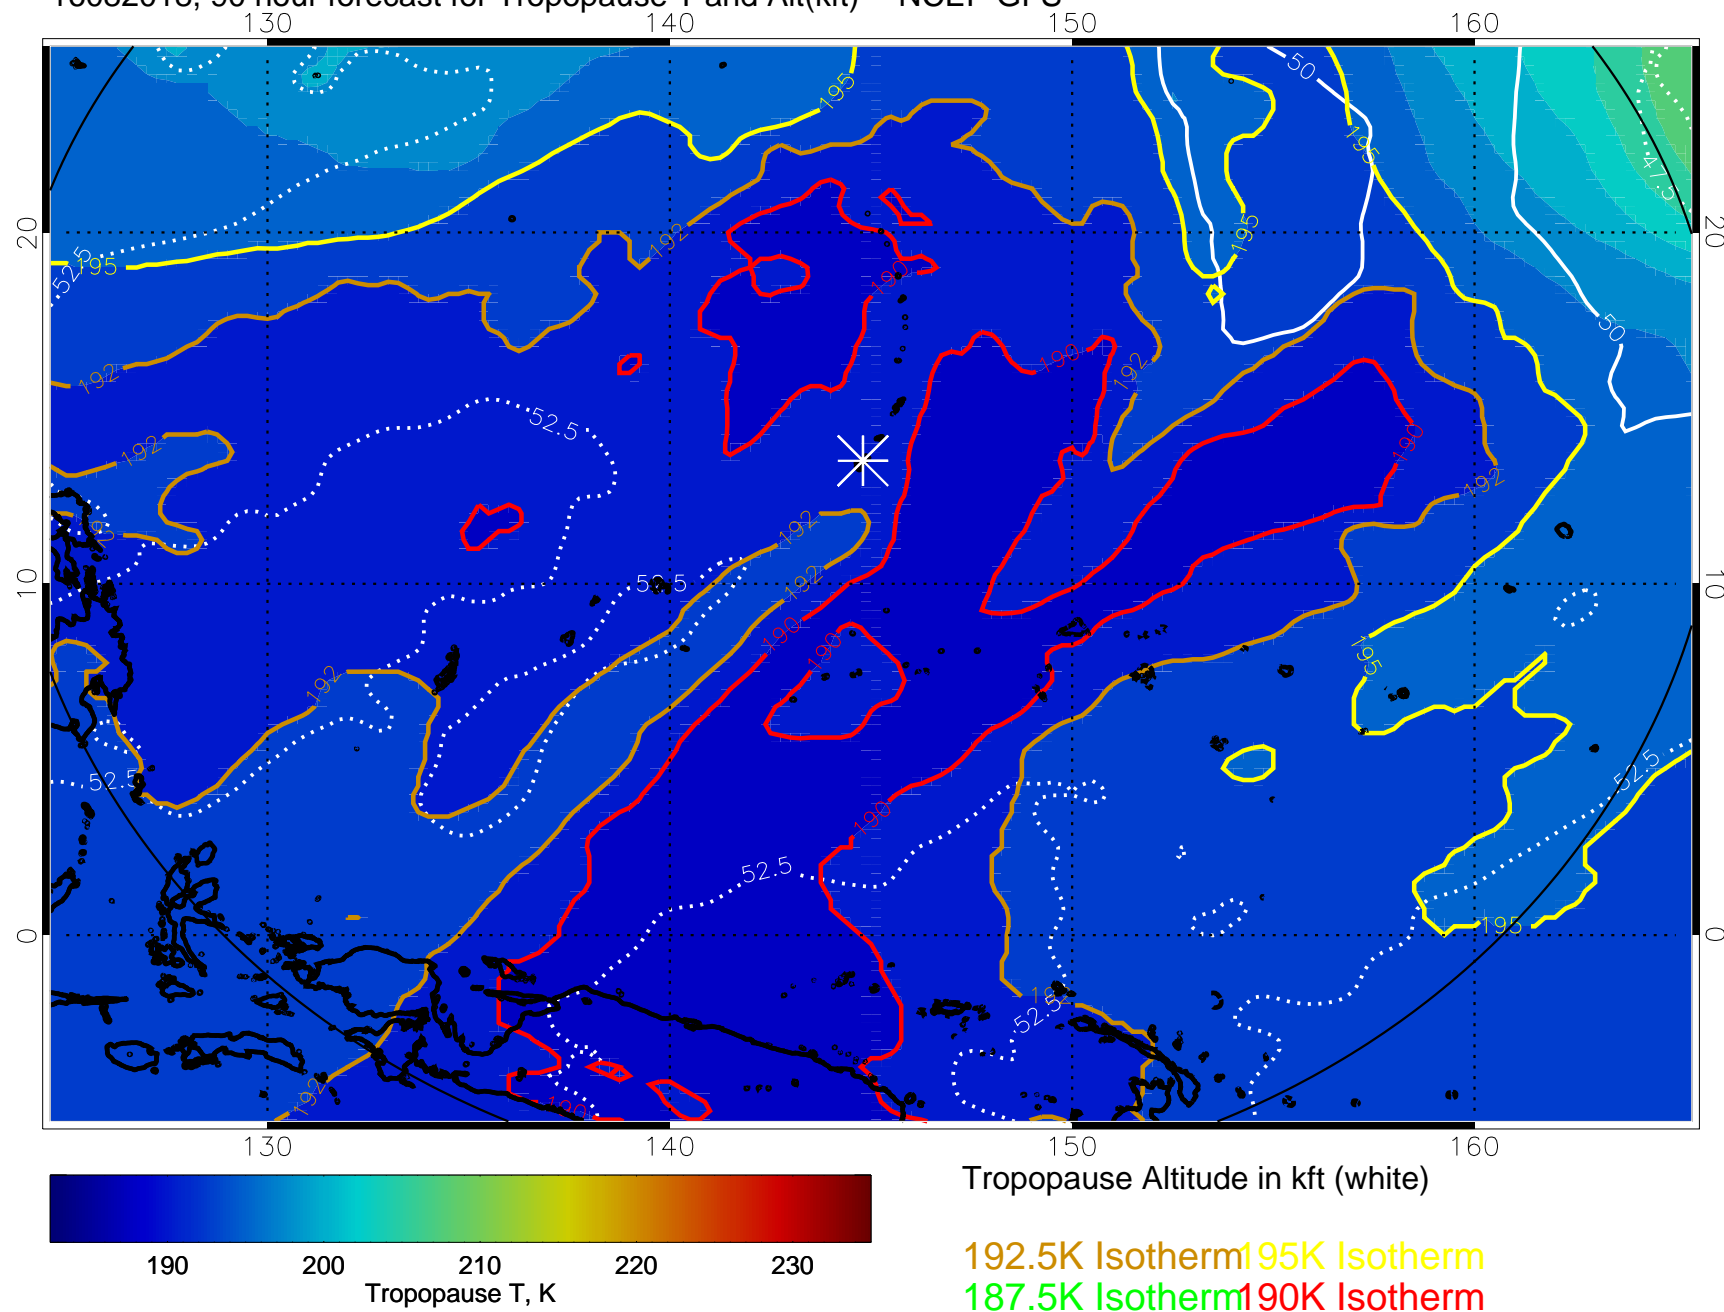 130 140 150 160
20 20
10 10
0 0
195 195 195 195 195 195 195
192 192 192 192 192 192 192 192 192
190 190 190 190 190 190 190
50 50
47.5
52.5 52.5 52.5 52.5 52.5 52.5 52.5
130 140 150 160
Tropopause Altitude in kft (white)
192.5K Isotherm 195K Isotherm
187.5K Isotherm 190K Isotherm
190 200 210 220 230
Tropopause T, K